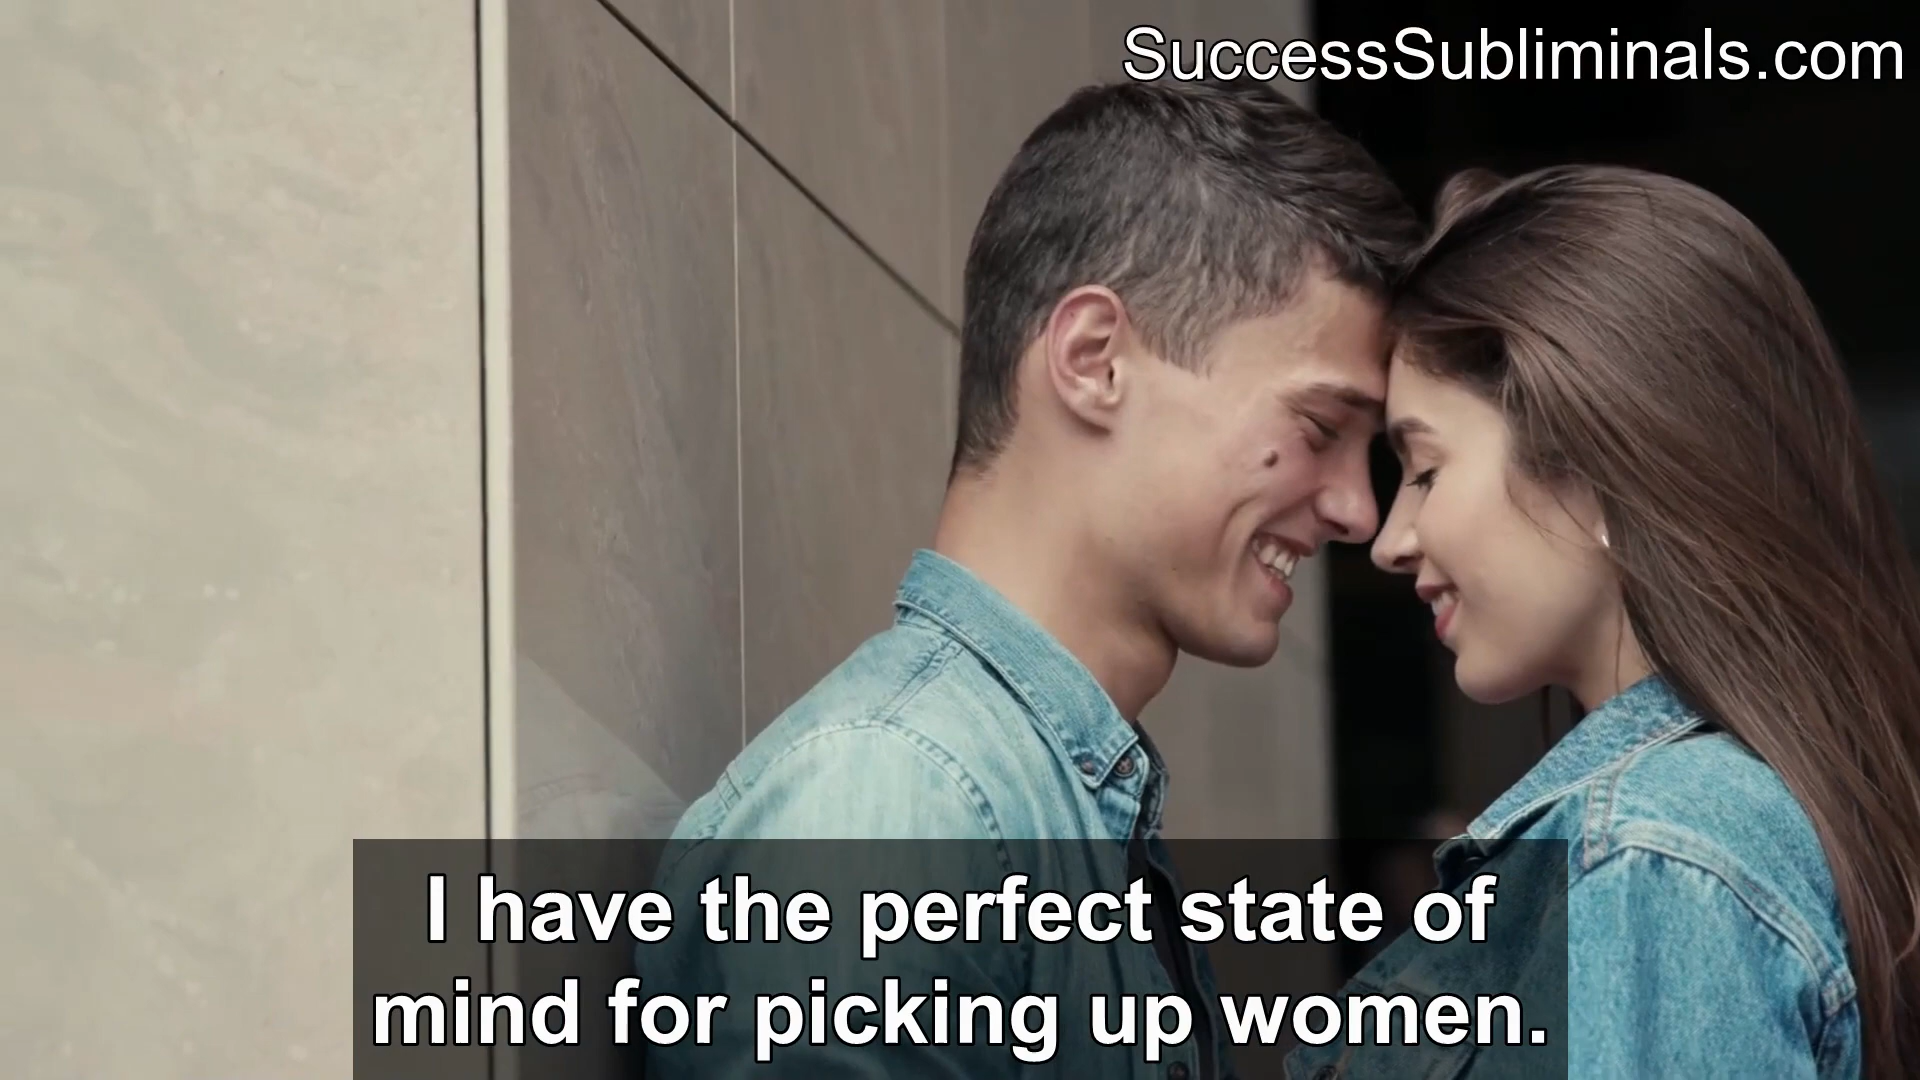 SuccessSubliminals.com
I have the perfect state of
mind for picking up women.